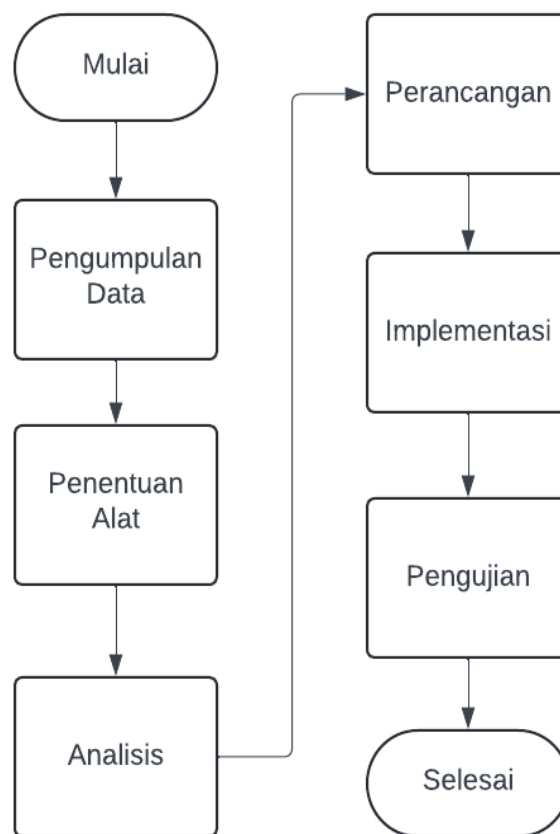 Mulai
Pengumpulan
Data
Penentuan
Alat
Analisis
Perancangan
Implementasi
Pengujian
Selesai